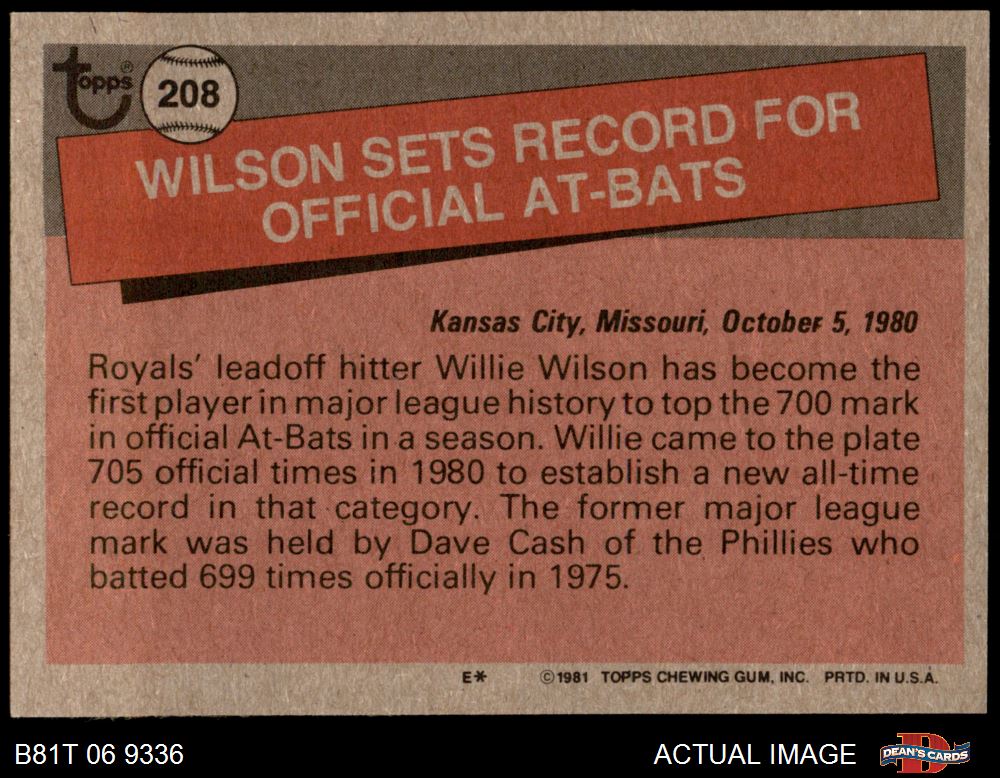 Topps®
208
WILSON SETS RECORD FOR
OFFICIAL AT-BATS
Kansas City, Missouri, October 5, 1980
Royals' leadoff hitter Willie Wilson has become the
first player in major league history to top the 700 mark
in official At-Bats in a season. Willie came to the plate
705 official times in 1980 to establish a new all-time
record in that category. The former major league
mark was held by Dave Cash of the Phillies who
batted 699 times officially in 1975.
E* ©1981 TOPPS CHEWING GUM, INC. PRTD. IN U.S.A.
B81T 06 9336 ACTUAL IMAGE DEAN'S CARDS